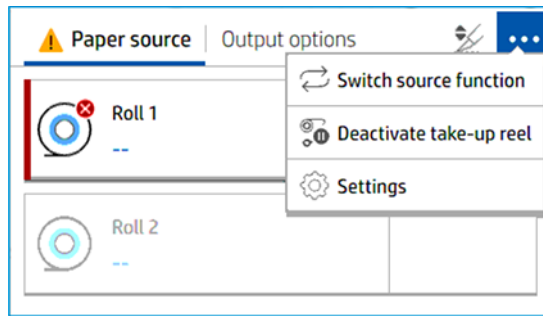 Paper source
Output options
Switch source function
Roll 1
--
Deactivate take-up reel
Settings
Roll 2
--